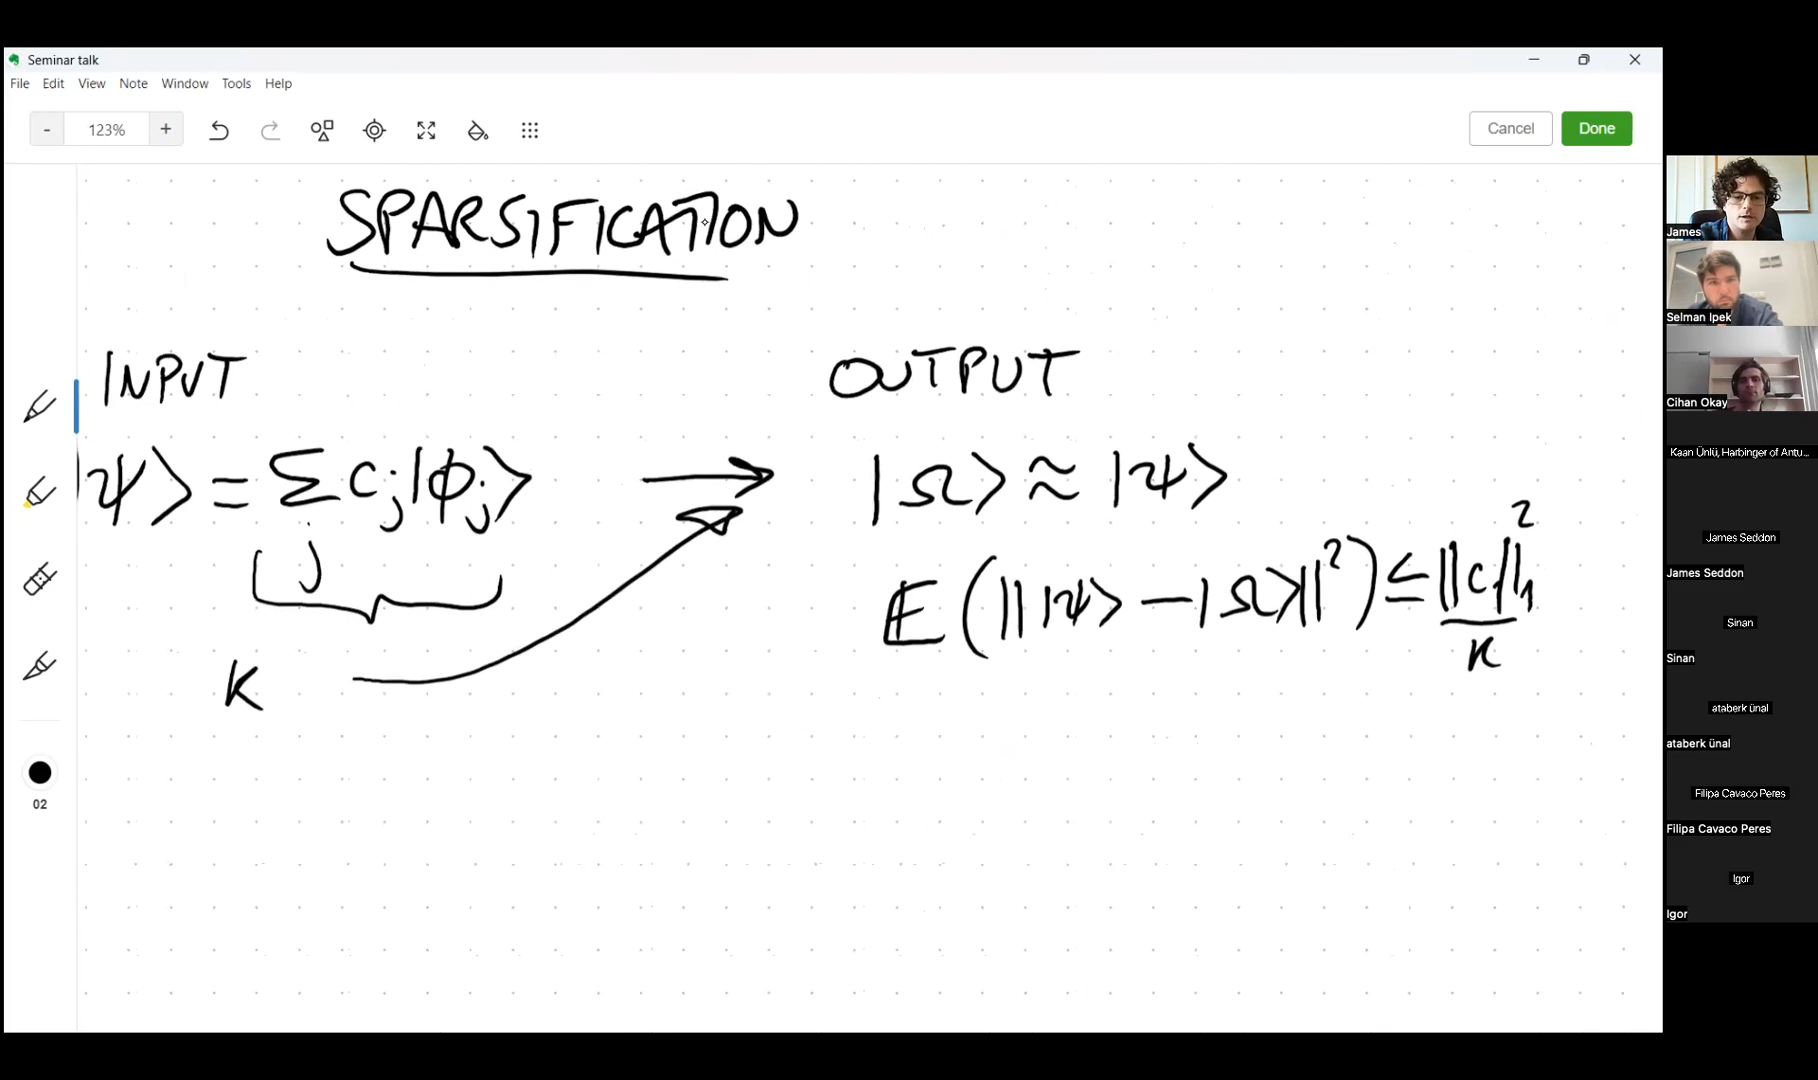 Seminar talk
File Edit View Note Window Tools Help
- 123% +
Cancel Done
SPARSIFICATION
INPUT
OUTPUT
|ψ⟩ = Σ_j c_j |ϕ_j⟩ → |Ω⟩ ≈ |ψ⟩
𝔼 (‖ |ψ⟩ − |Ω⟩ ‖²) ≤ ‖c‖₁² / k
k
02
James
Selman Ipek
Cihan Okay
Kaan Ünlü, Harbinger of Antu...
James Seddon
James Seddon
Sinan
Sinan
ataberk ünal
ataberk ünal
Filipa Cavaco Peres
Filipa Cavaco Peres
Igor
Igor